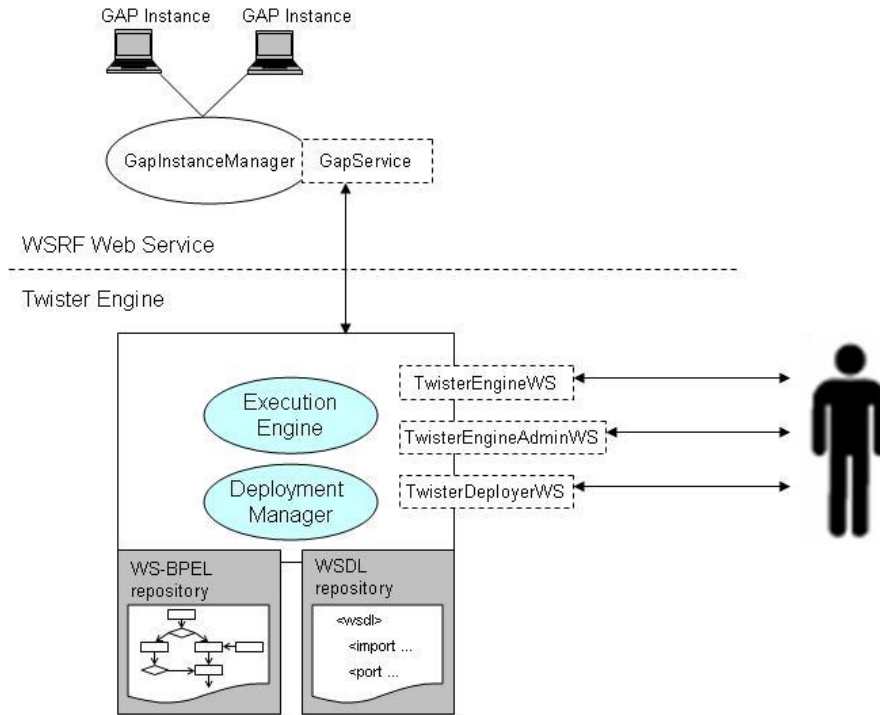 GAP Instance
GAP Instance
GapInstanceManager
GapService
WSRF Web Service
Twister Engine
TwisterEngineWS
Execution
Engine
TwisterEngineAdminWS
Deployment
Manager
TwisterDeployerWS
WS-BPEL
repository
WSDL
repository
<wsdl>
<import ...
<port ...